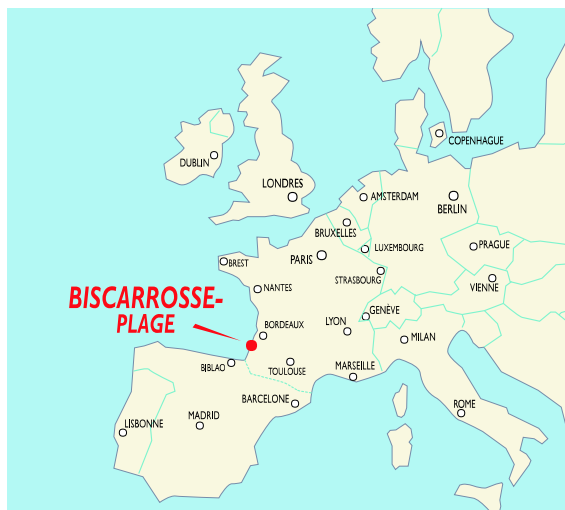 COPENHAGUE
DUBLIN
LONDRES
AMSTERDAM
BERLIN
BRUXELLES
LUXEMBOURG
PRAGUE
PARIS
BREST
STRASBOURG
VIENNE
NANTES
BISCARROSSE-
PLAGE
GENÈVE
BORDEAUX
LYON
MILAN
BIBLAO
TOULOUSE
MARSEILLE
BARCELONE
ROME
MADRID
LISBONNE